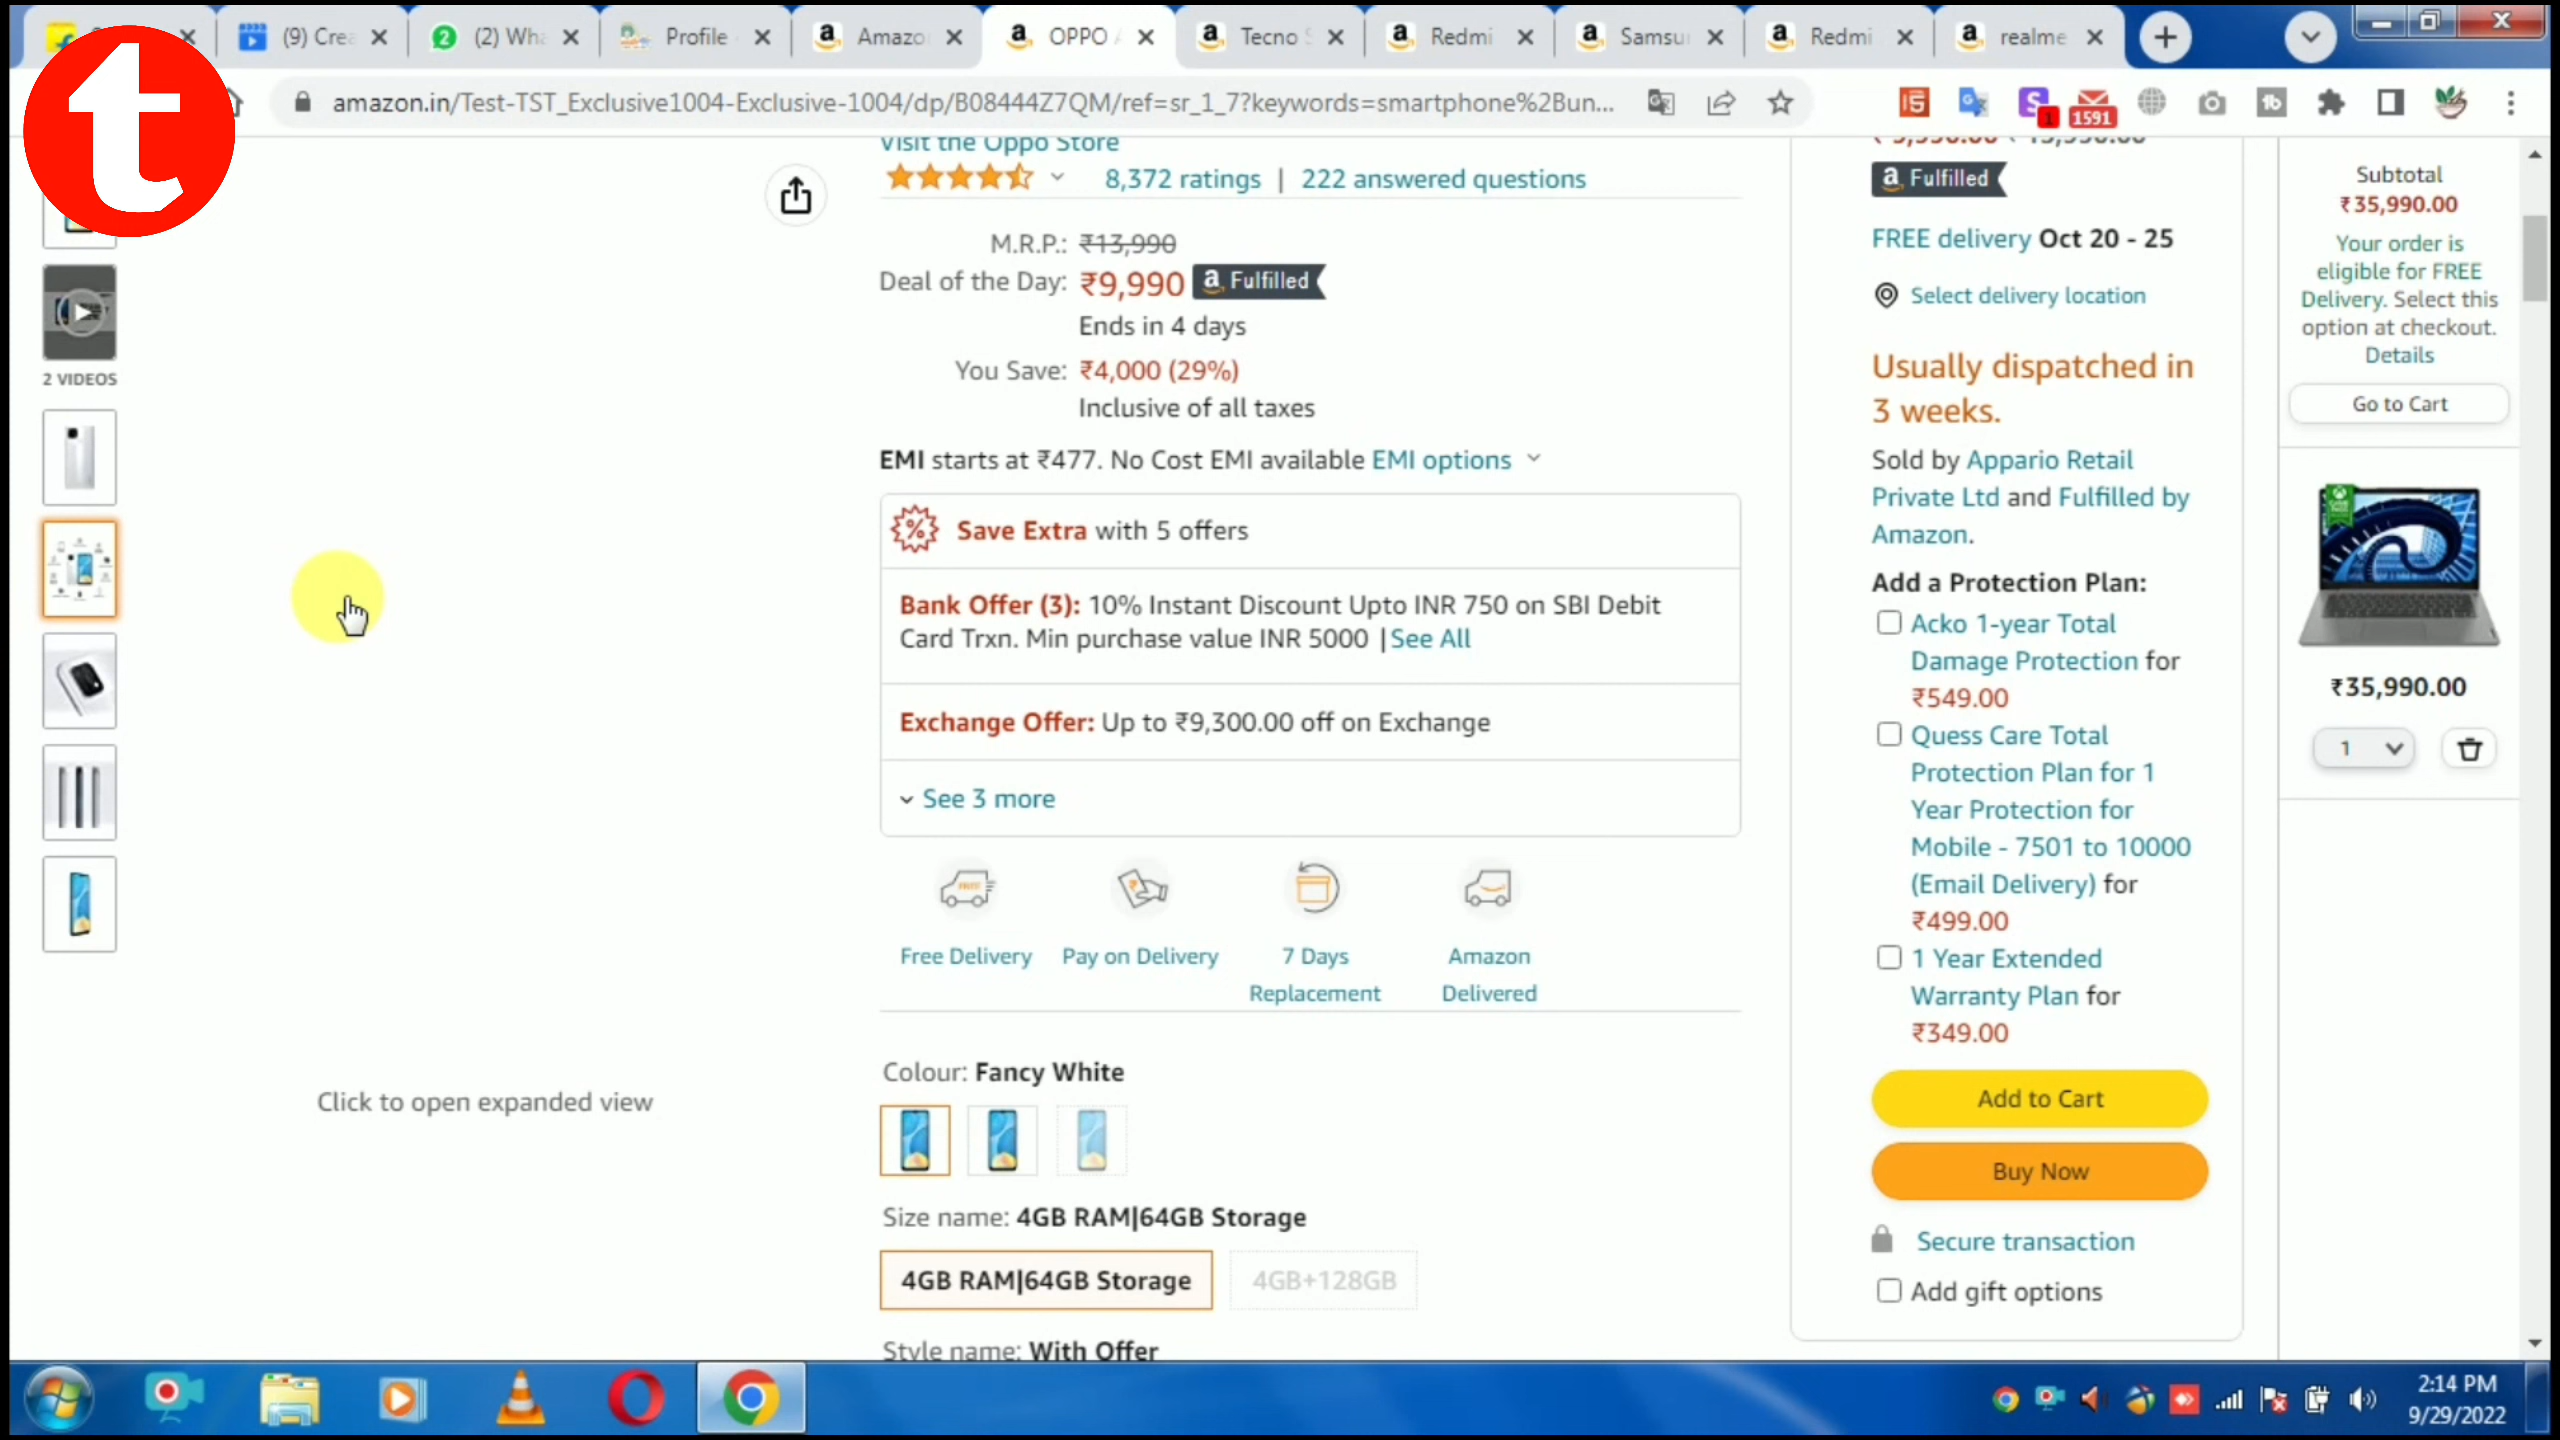 (9) Cre
(2) Wh
Profile
Amazo
OPPO
Tecno
Redmi
Samsu
Redmi
realme
t
amazon.in/Test-TST_Exclusive1004-Exclusive-1004/dp/B08444Z7QM/ref=sr_1_7?keywords=smartphone%2Bun...
1
1591
Visit the Oppo Store
8,372 ratings | 222 answered questions
M.R.P.: ₹13,990
Deal of the Day: ₹9,990 a Fulfilled
Ends in 4 days
You Save: ₹4,000 (29%)
Inclusive of all taxes
EMI starts at ₹477. No Cost EMI available EMI options
Save Extra with 5 offers
Bank Offer (3): 10% Instant Discount Upto INR 750 on SBI Debit
Card Trxn. Min purchase value INR 5000 | See All
Exchange Offer: Up to ₹9,300.00 off on Exchange
See 3 more
Free Delivery
Pay on Delivery
7 Days
Replacement
Amazon
Delivered
Colour: Fancy White
Size name: 4GB RAM|64GB Storage
4GB RAM|64GB Storage
4GB+128GB
Style name: With Offer
2 VIDEOS
Click to open expanded view
a Fulfilled
FREE delivery Oct 20 - 25
Select delivery location
Usually dispatched in
3 weeks.
Sold by Appario Retail
Private Ltd and Fulfilled by
Amazon.
Add a Protection Plan:
Acko 1-year Total
Damage Protection for
₹549.00
Quess Care Total
Protection Plan for 1
Year Protection for
Mobile - 7501 to 10000
(Email Delivery) for
₹499.00
1 Year Extended
Warranty Plan for
₹349.00
Add to Cart
Buy Now
Secure transaction
Add gift options
Subtotal
₹35,990.00
Your order is
eligible for FREE
Delivery. Select this
option at checkout.
Details
Go to Cart
₹35,990.00
1
2:14 PM
9/29/2022